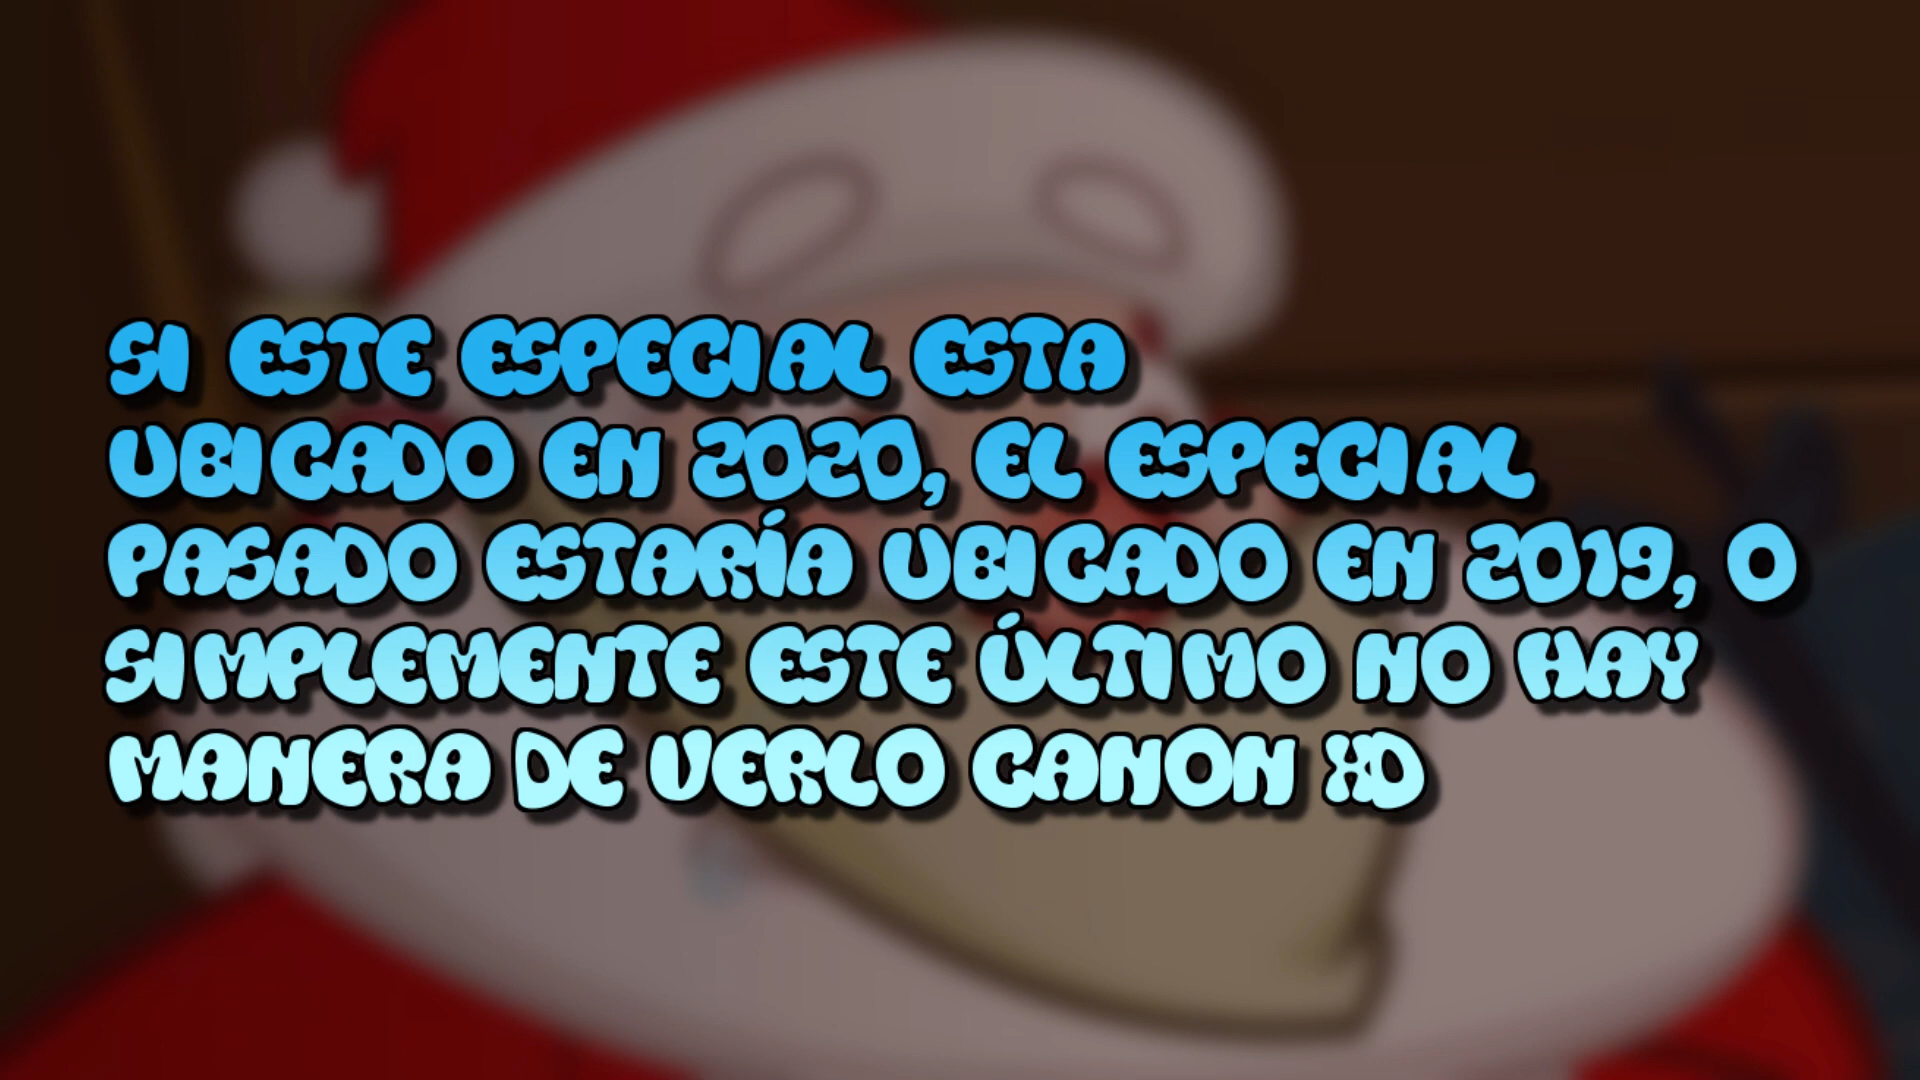 SI ESTE ESPECIAL ESTA
UBICADO EN 2020, EL ESPECIAL
PASADO ESTARÍA UBICADO EN 2019, O
SIMPLEMENTE ESTE ÚLTIMO NO HAY
MANERA DE VERLO CANON XD